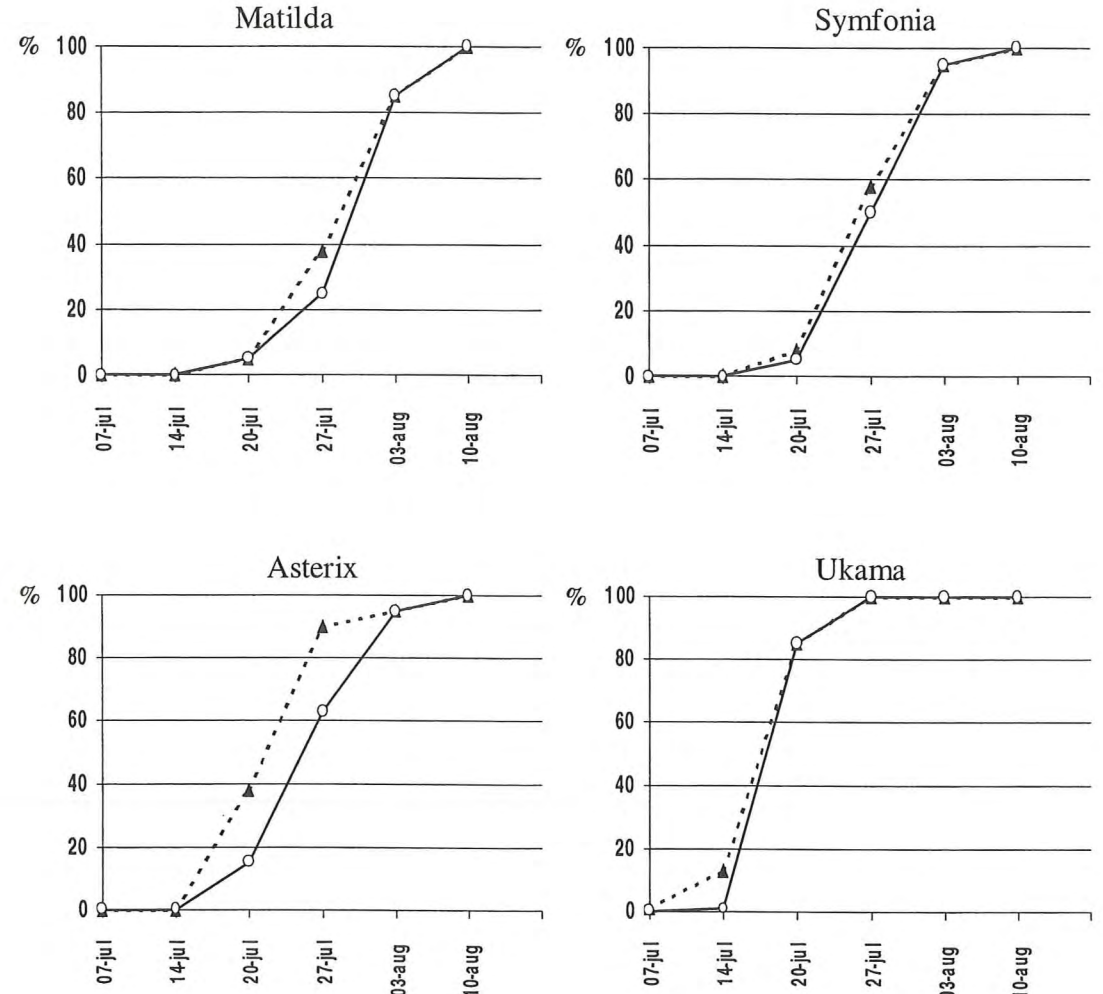 Matilda
%
100
80
60
40
20
0
07-jul
14-jul
20-jul
27-jul
03-aug
10-aug
Symfonia
%
100
80
60
40
20
0
07-jul
14-jul
20-jul
27-jul
03-aug
10-aug
Asterix
%
100
80
60
40
20
0
07-jul
14-jul
20-jul
27-jul
03-aug
10-aug
Ukama
%
100
80
60
40
20
0
07-jul
14-jul
20-jul
27-jul
03-aug
10-aug